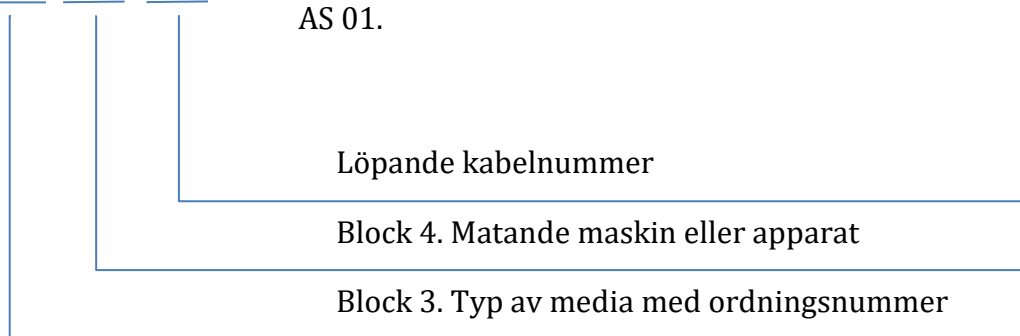 AS 01.
Löpande kabelnummer
Block 4. Matande maskin eller apparat
Block 3. Typ av media med ordningsnummer